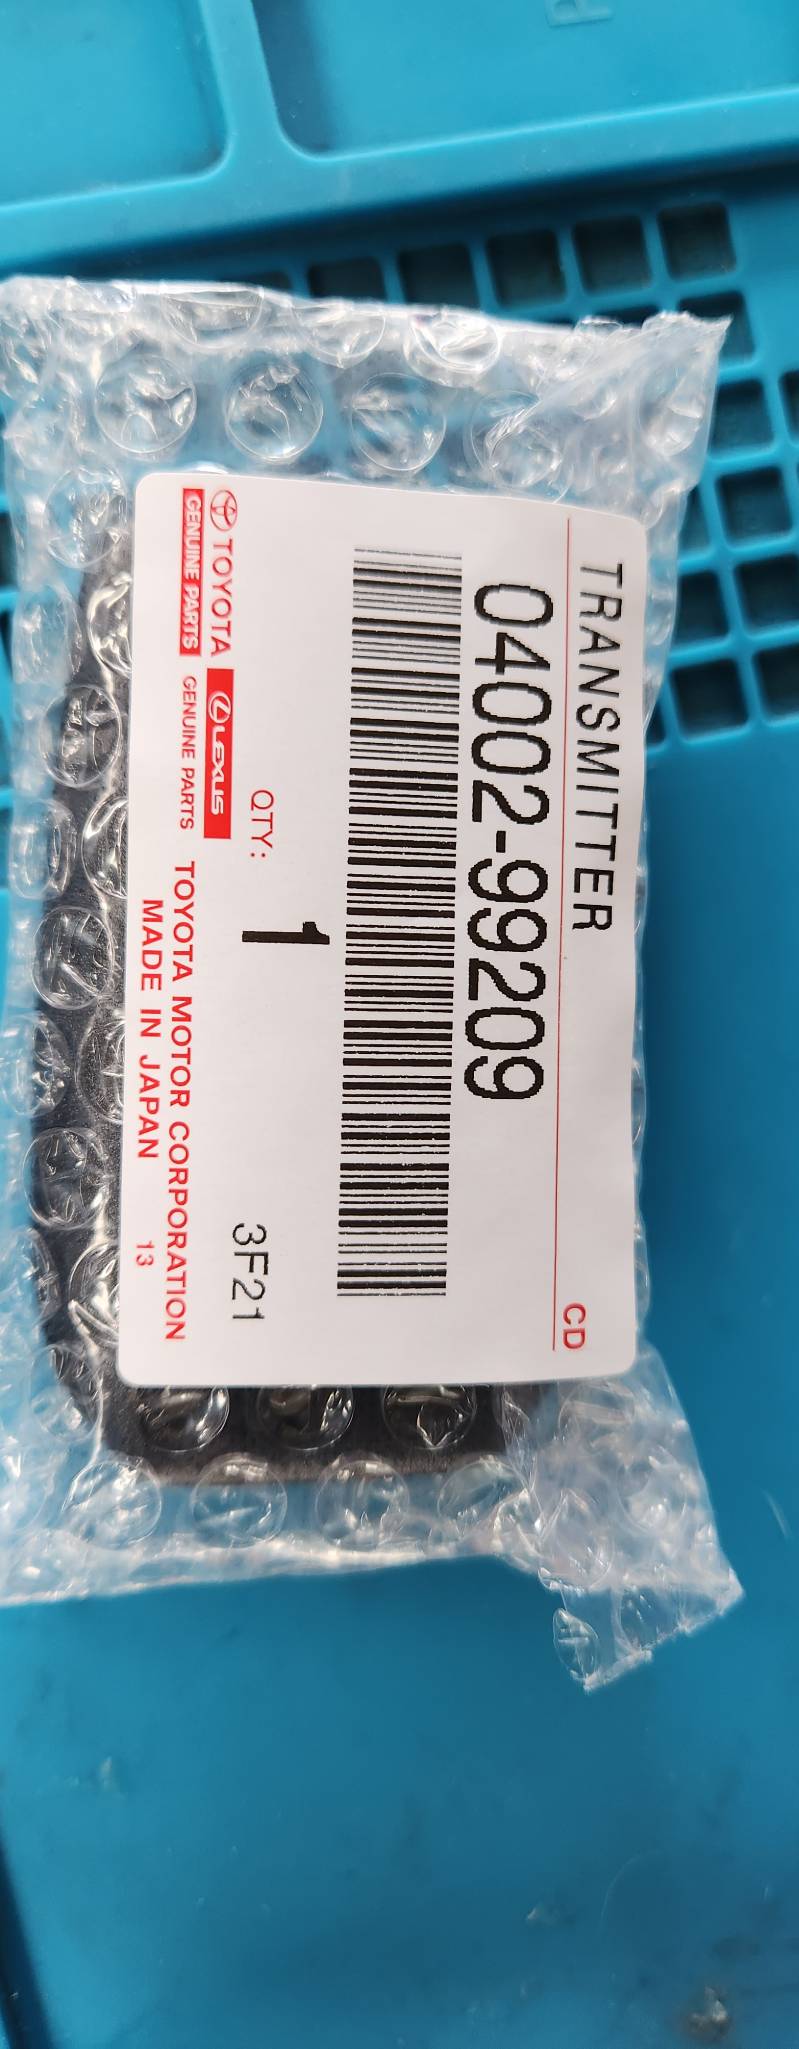 TRANSMITTER
CD
04002-99209
QTY: 1
3F21
TOYOTA
GENUINE PARTS
LEXUS
GENUINE PARTS
TOYOTA MOTOR CORPORATION
MADE IN JAPAN 13